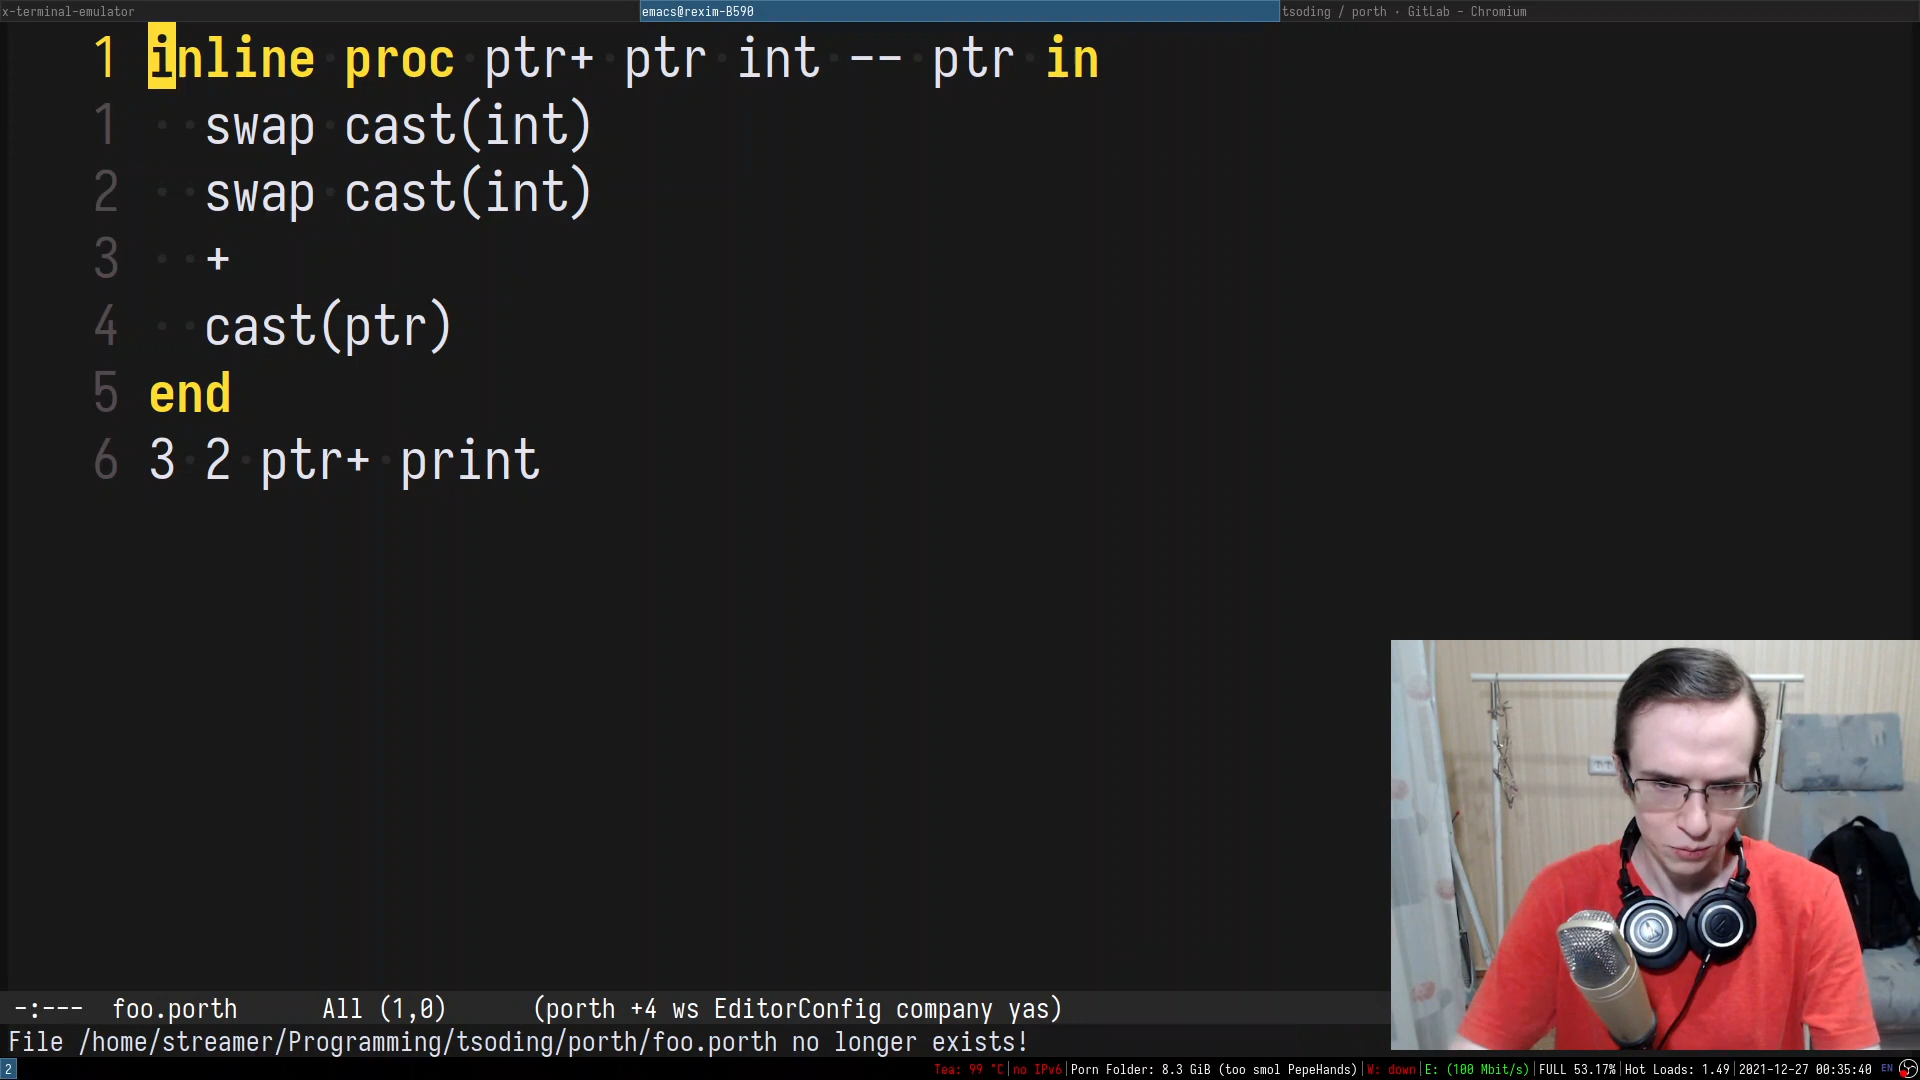 x-terminal-emulator emacs@rexim-B590 tsoding / porth · GitLab - Chromium
1 inline proc ptr+ ptr int -- ptr in
1 swap cast(int)
2 swap cast(int)
3 +
4 cast(ptr)
5 end
6 3 2 ptr+ print
-:--- foo.porth All (1,0) (porth +4 ws EditorConfig company yas)
File /home/streamer/Programming/tsoding/porth/foo.porth no longer exists!
2 Tea: 99 °C|no IPv6|Porn Folder: 8.3 GiB (too smol PepeHands)|W: down|E: (100 Mbit/s)|FULL 53.17%|Hot Loads: 1.49|2021-12-27 00:35:40 EN